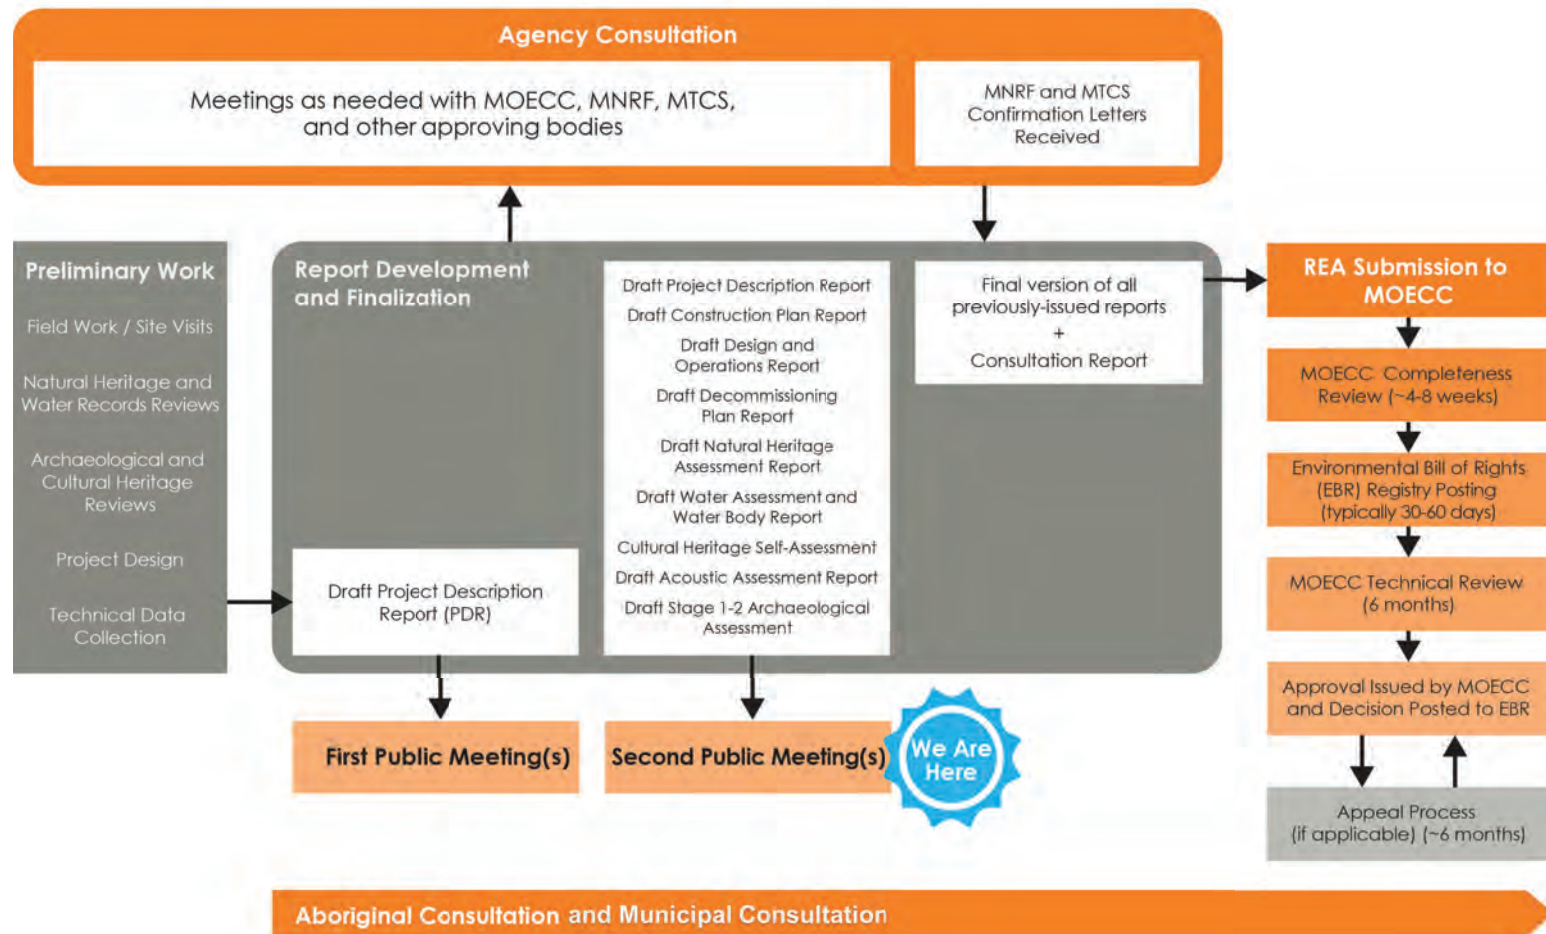 Agency Consultation
Meetings as needed with MOECC, MNRF, MTCS,
and other approving bodies
MNRF and MTCS
Confirmation Letters
Received
Preliminary Work
Field Work / Site Visits
Natural Heritage and
Water Records Reviews
Archaeological and
Cultural Heritage
Reviews
Project Design
Technical Data
Collection
Report Development
and Finalization
Draft Project Description
Report (PDR)
Draft Project Description Report
Draft Construction Plan Report
Draft Design and
Operations Report
Draft Decommissioning
Plan Report
Draft Natural Heritage
Assessment Report
Draft Water Assessment and
Water Body Report
Cultural Heritage Self-Assessment
Draft Acoustic Assessment Report
Draft Stage 1-2 Archaeological
Assessment
Final version of all
previously-issued reports
+
Consultation Report
First Public Meeting(s)
Second Public Meeting(s)
We Are
Here
REA Submission to
MOECC
MOECC Completeness
Review (~4-8 weeks)
Environmental Bill of Rights
(EBR) Registry Posting
(typically 30-60 days)
MOECC Technical Review
(6 months)
Approval Issued by MOECC
and Decision Posted to EBR
Appeal Process
(if applicable) (~6 months)
Aboriginal Consultation and Municipal Consultation